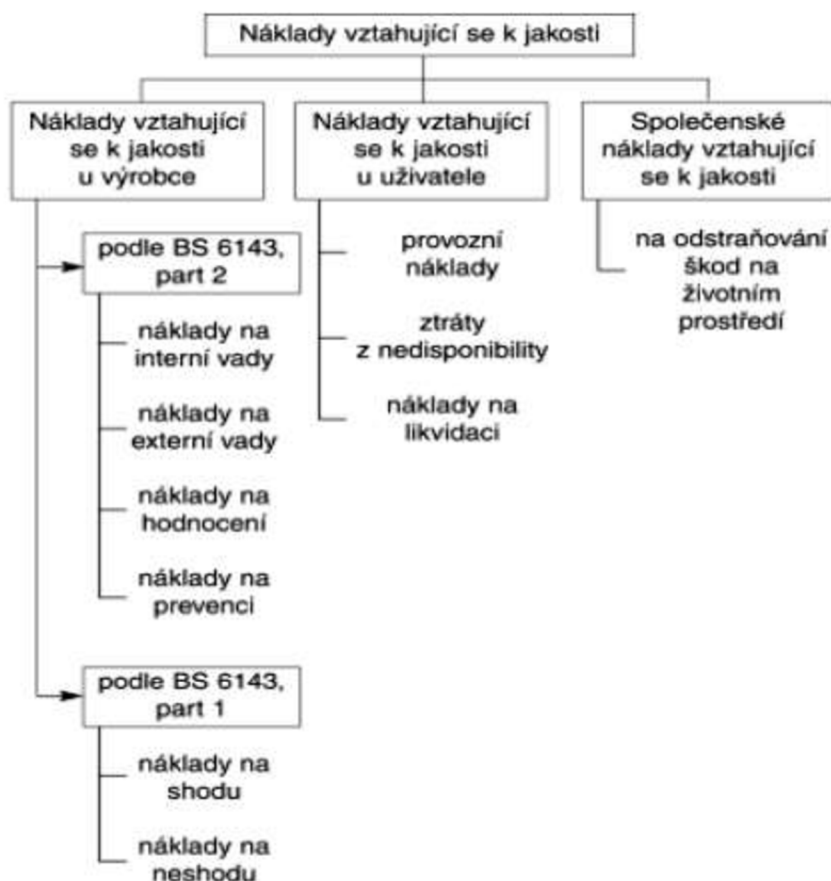 Náklady vztahující se k jakosti
Náklady vztahující
se k jakosti
u výrobce
podle BS 6143,
part 2
náklady na
interní vady
náklady na
externí vady
náklady na
hodnocení
náklady na
prevenci
podle BS 6143,
part 1
náklady na
shodu
náklady na
neshodu
Náklady vztahující
se k jakosti
u uživatele
provozní
náklady
ztráty
z nedisponibility
náklady na
likvidaci
Společenské
náklady vztahující
se k jakosti
na odstraňování
škod na
životním
prostředí